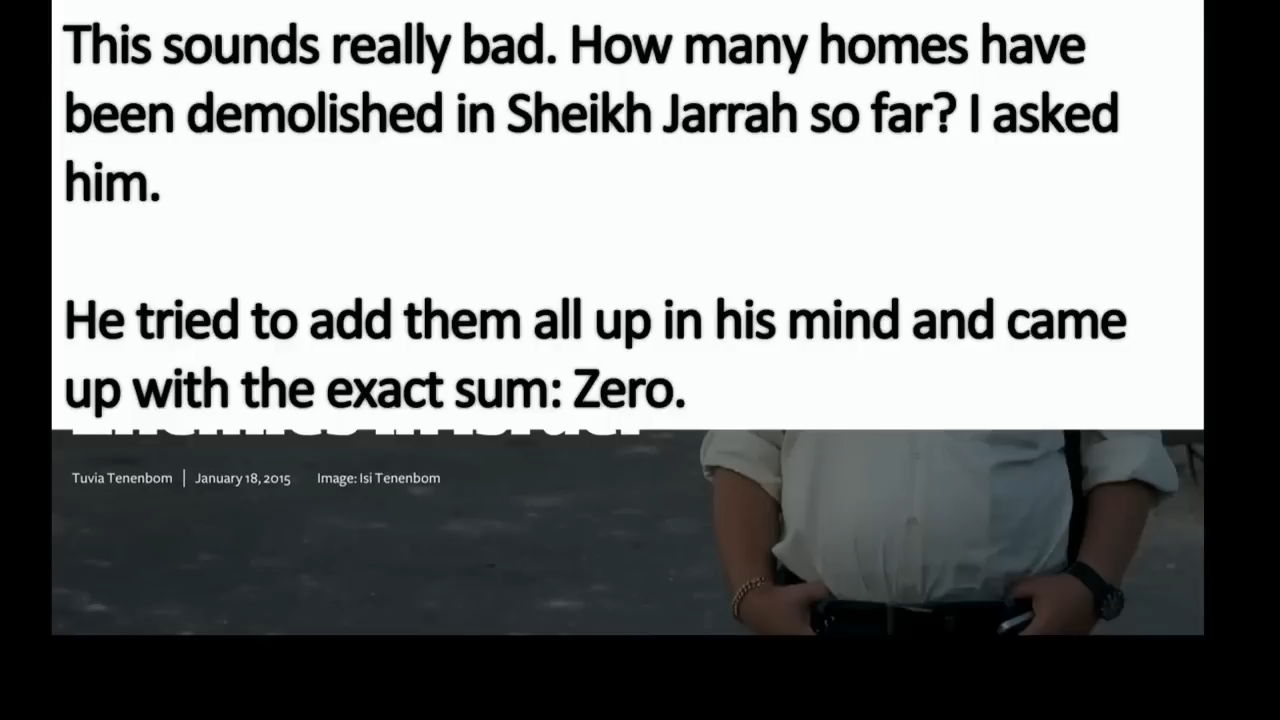 This sounds really bad. How many homes have
been demolished in Sheikh Jarrah so far? I asked
him.
He tried to add them all up in his mind and came
up with the exact sum: Zero.
Tuvia Tenenbom | January 18, 2015 Image: Isi Tenenbom